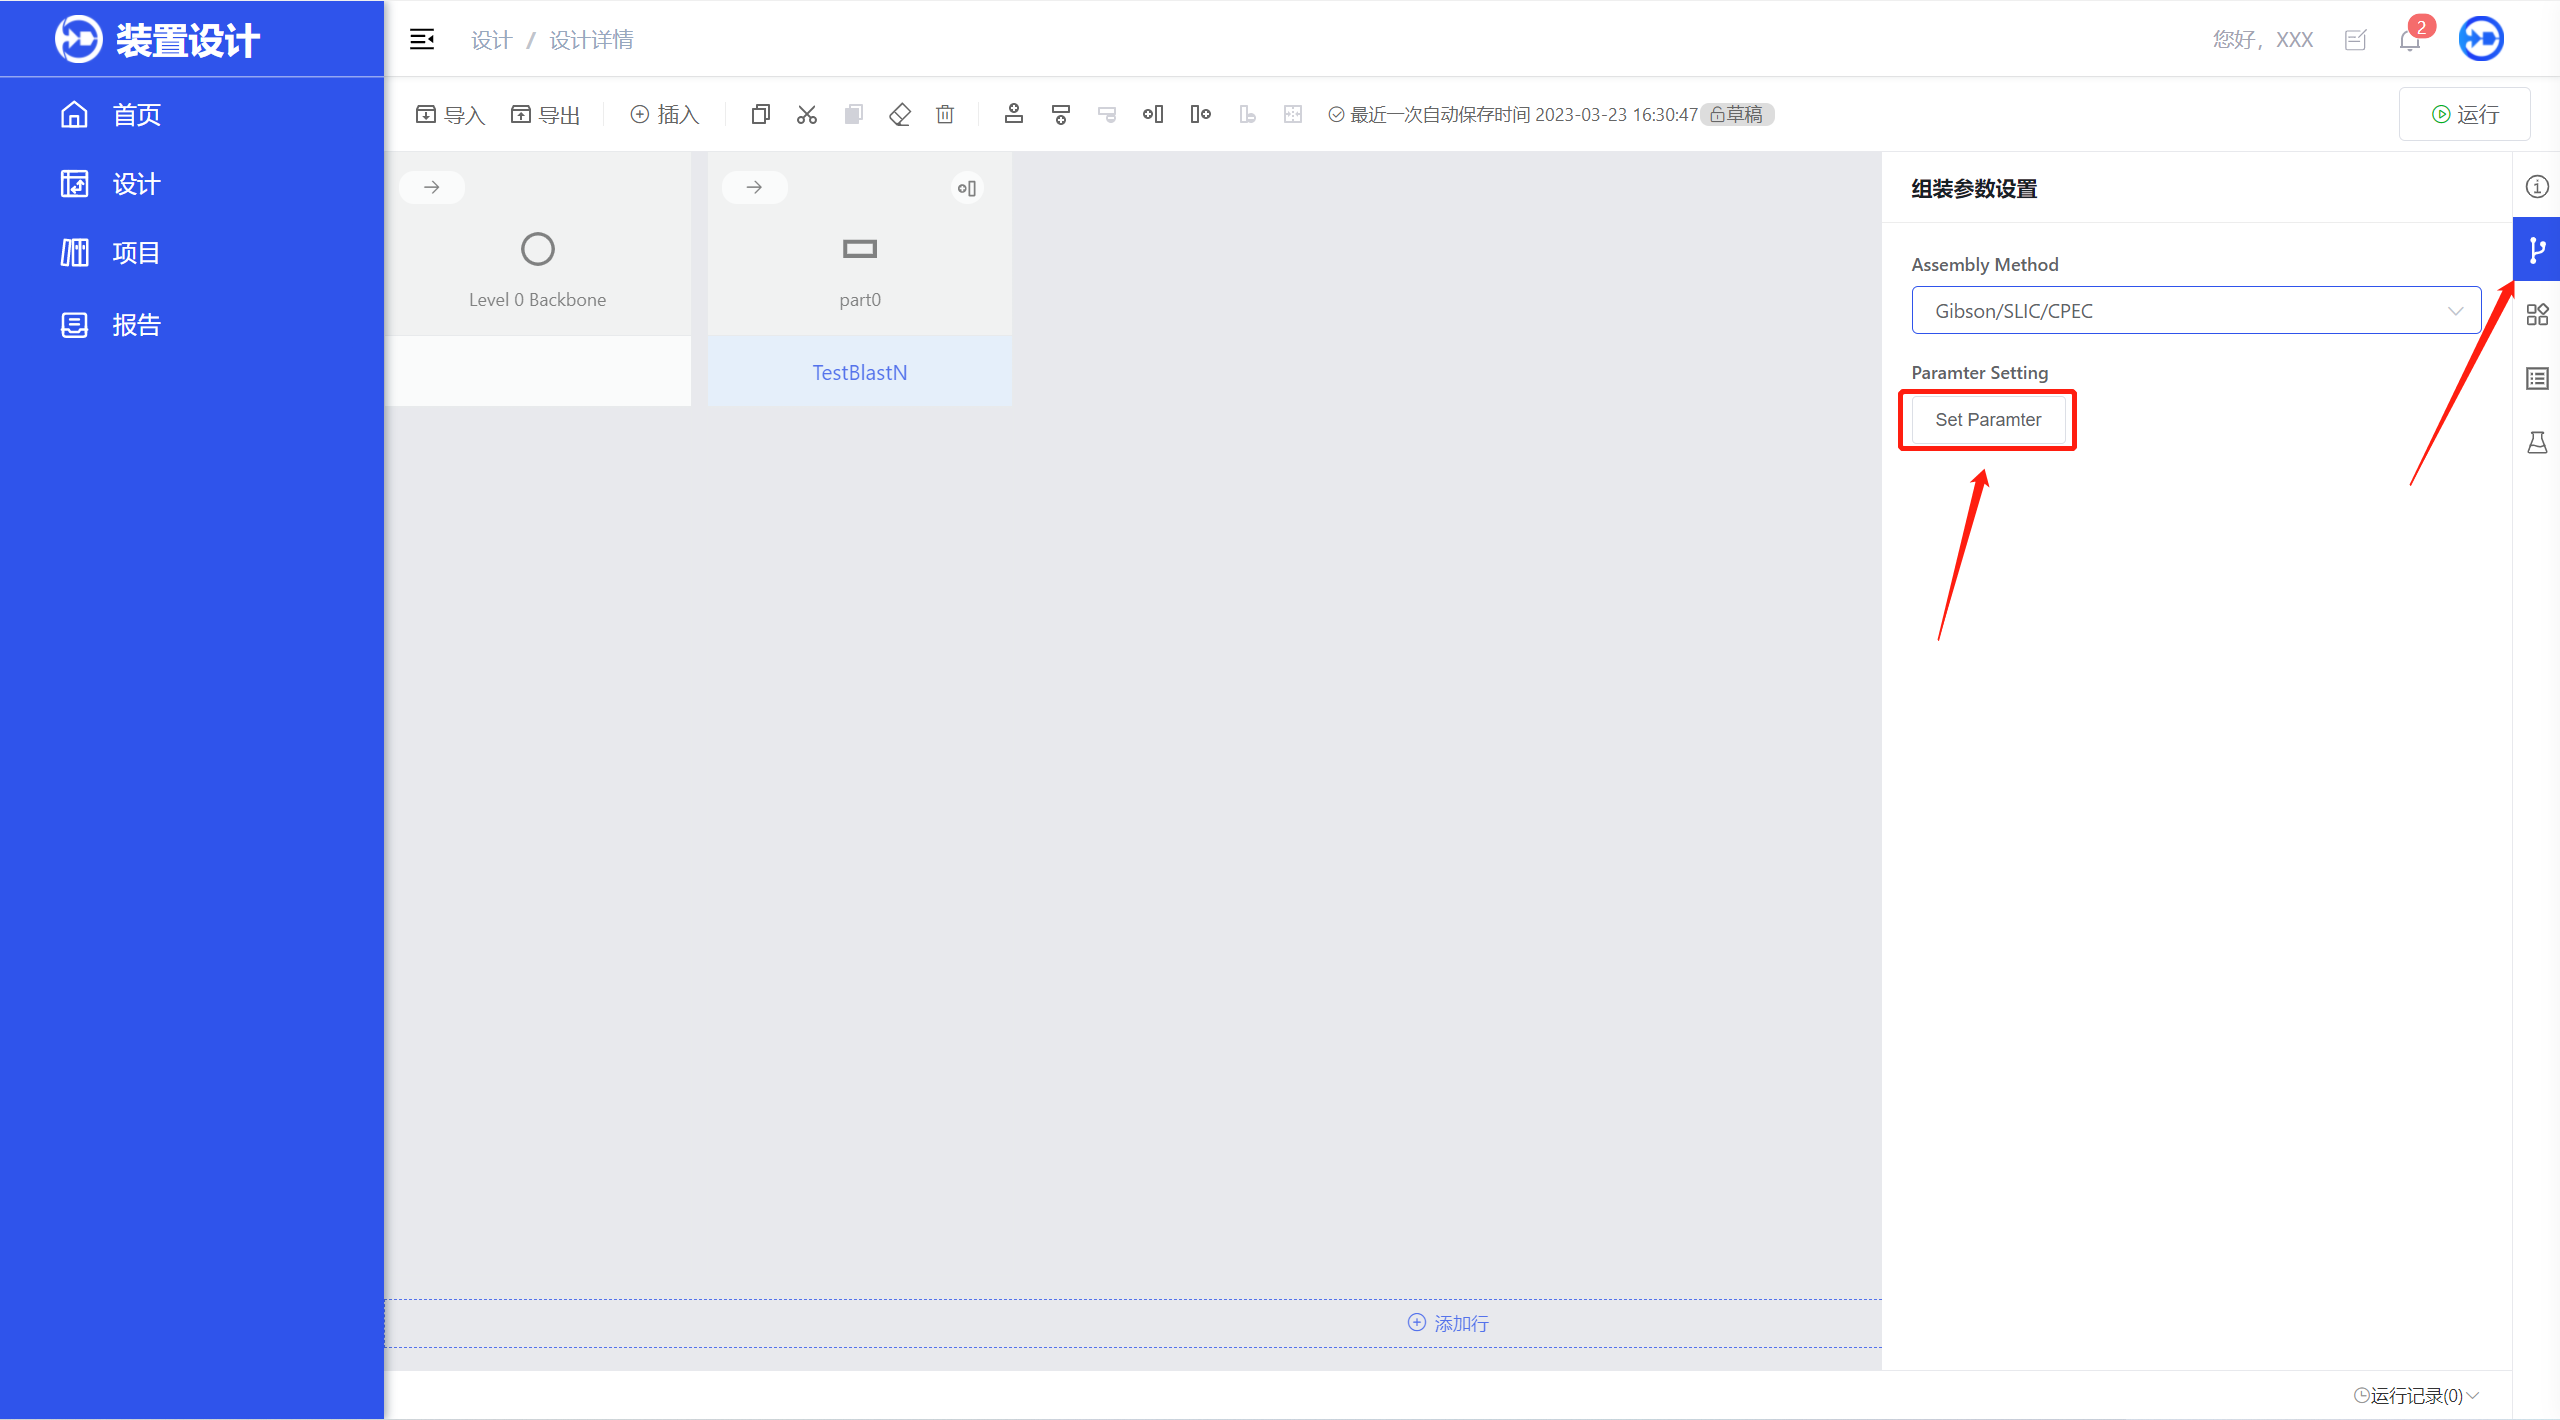 装置设计
设计 / 设计详情
您好，XXX
2
首页
设计
项目
报告
导入
导出
插入
最近一次自动保存时间 2023-03-23 16:30:47
草稿
运行
Level 0 Backbone
part0
TestBlastN
组装参数设置
Assembly Method
Gibson/SLIC/CPEC
Paramter Setting
Set Paramter
添加行
运行记录(0)